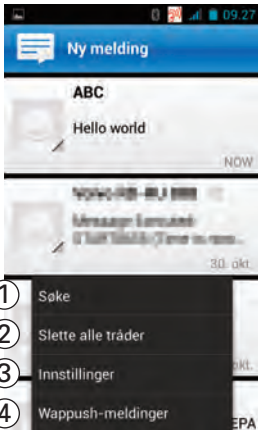 09.27
Ny melding
ABC
Hello world
NOW
30. okt.
1 Søke
2 Slette alle tråder
3 Innstillinger
okt.
4 Wappush-meldinger
EPA